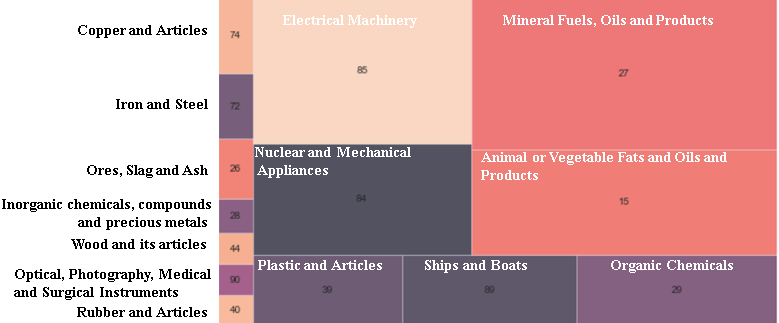 Copper and Articles
74
Electrical Machinery
85
Mineral Fuels, Oils and Products
27
Iron and Steel
72
Ores, Slag and Ash
26
Nuclear and Mechanical
Appliances
84
Animal or Vegetable Fats and Oils and
Products
15
Inorganic chemicals, compounds
and precious metals
28
Wood and its articles
44
Optical, Photography, Medical
and Surgical Instruments
90
Rubber and Articles
40
Plastic and Articles
39
Ships and Boats
89
Organic Chemicals
29